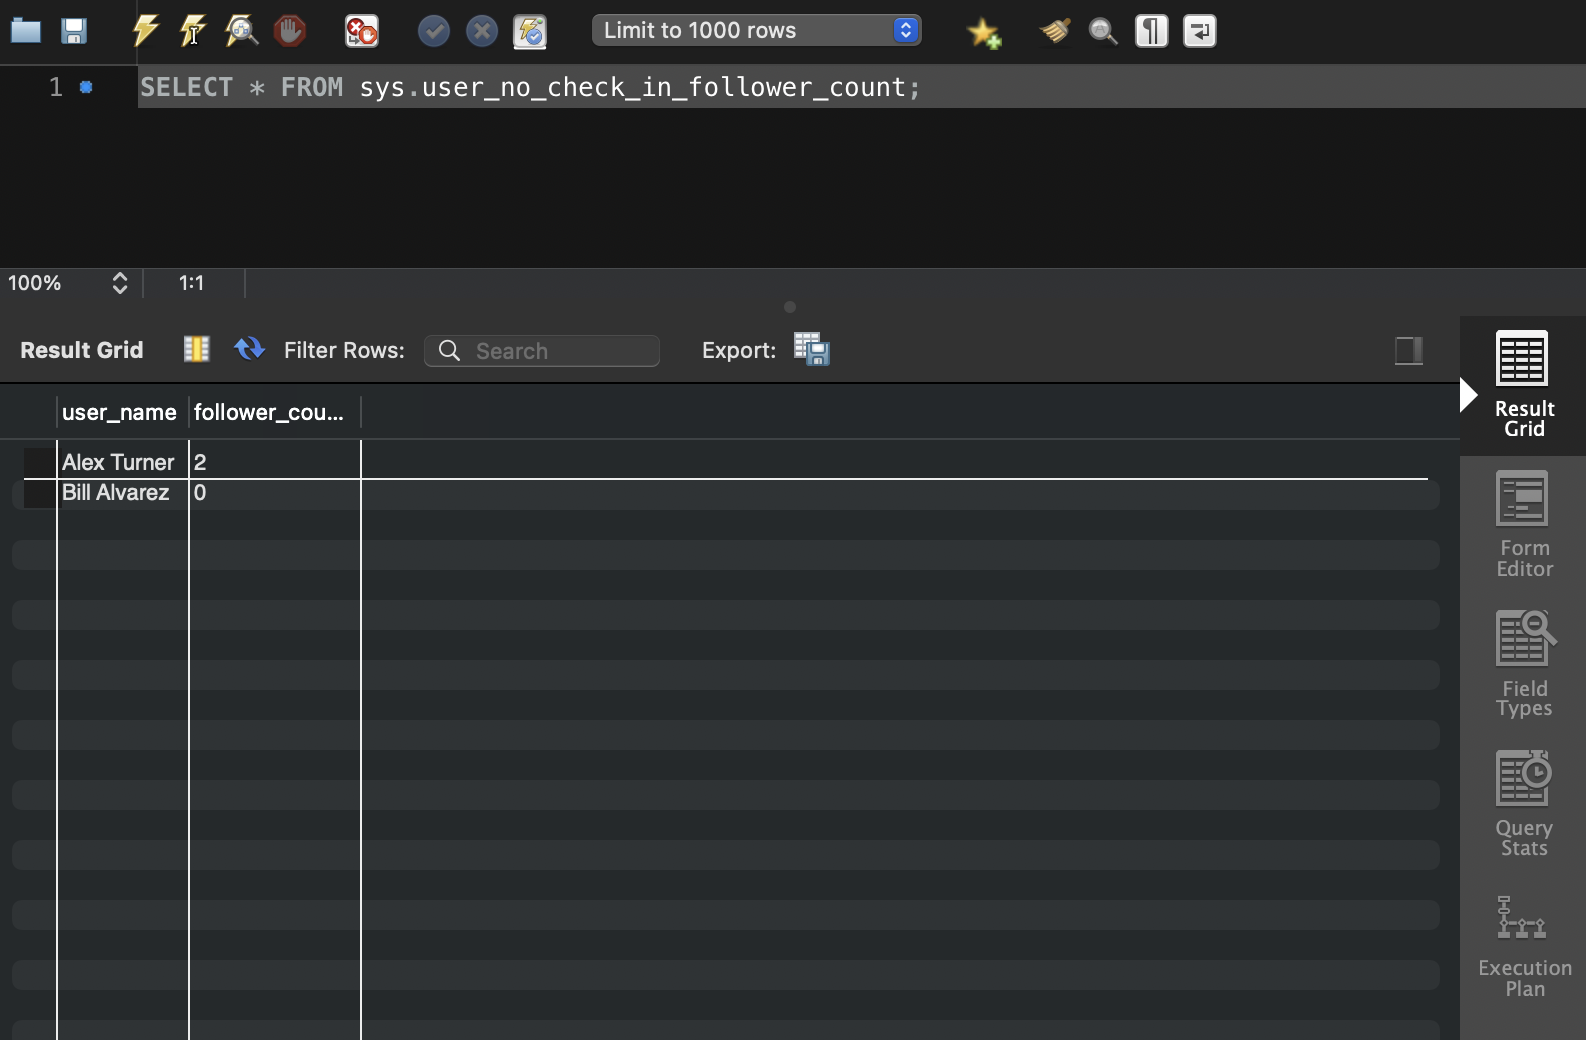 Limit to 1000 rows
1 SELECT * FROM sys.user_no_check_in_follower_count;
100% 1:1
Result Grid Filter Rows: Search Export:
user_name follower_cou...
Alex Turner 2
Bill Alvarez 0
Result
Grid
Form
Editor
Field
Types
Query
Stats
Execution
Plan